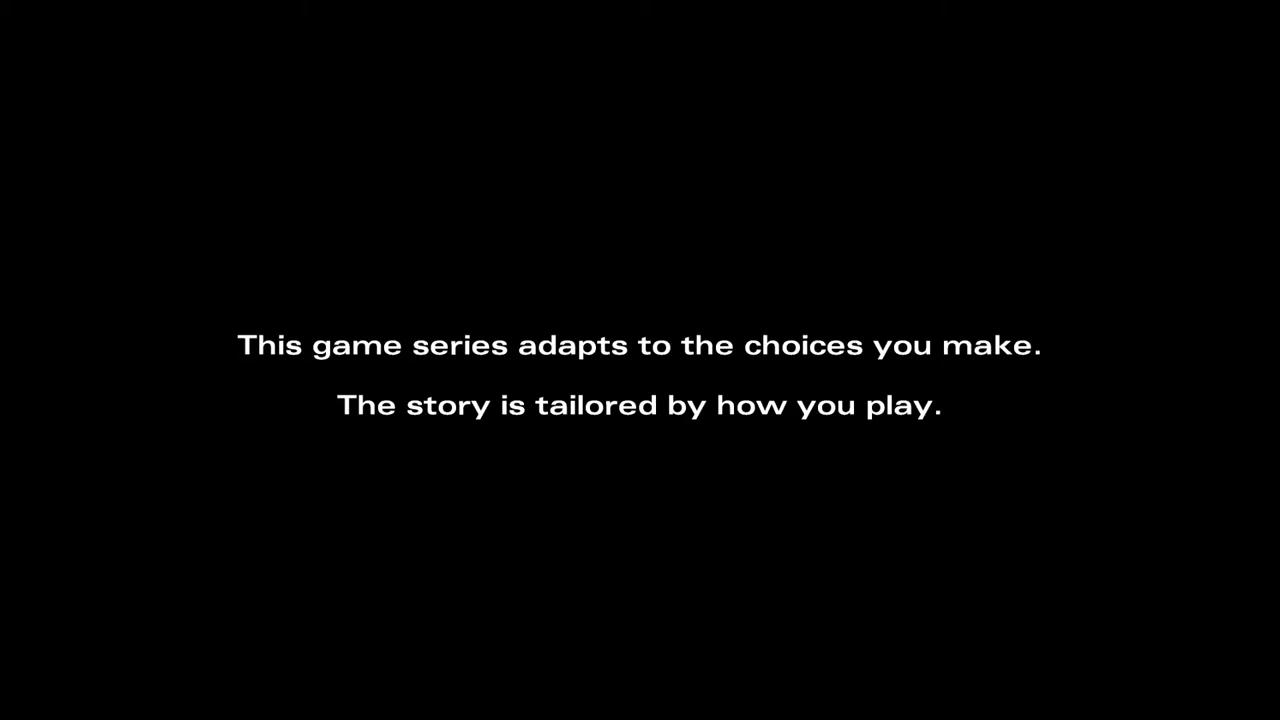 This game series adapts to the choices you make.
The story is tailored by how you play.